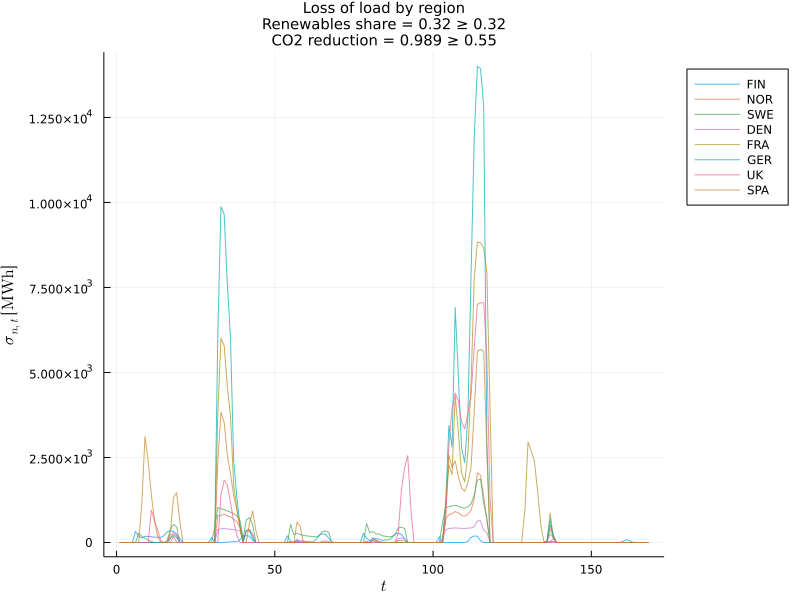 Loss of load by region
Renewables share = 0.32 ≥ 0.32
CO2 reduction = 0.989 ≥ 0.55
FIN
NOR
SWE
DEN
FRA
GER
UK
SPA
1.250×10⁴
1.000×10⁴
7.500×10³
5.000×10³
2.500×10³
0
σₙ,ₜ [MWh]
0 50 100 150
t